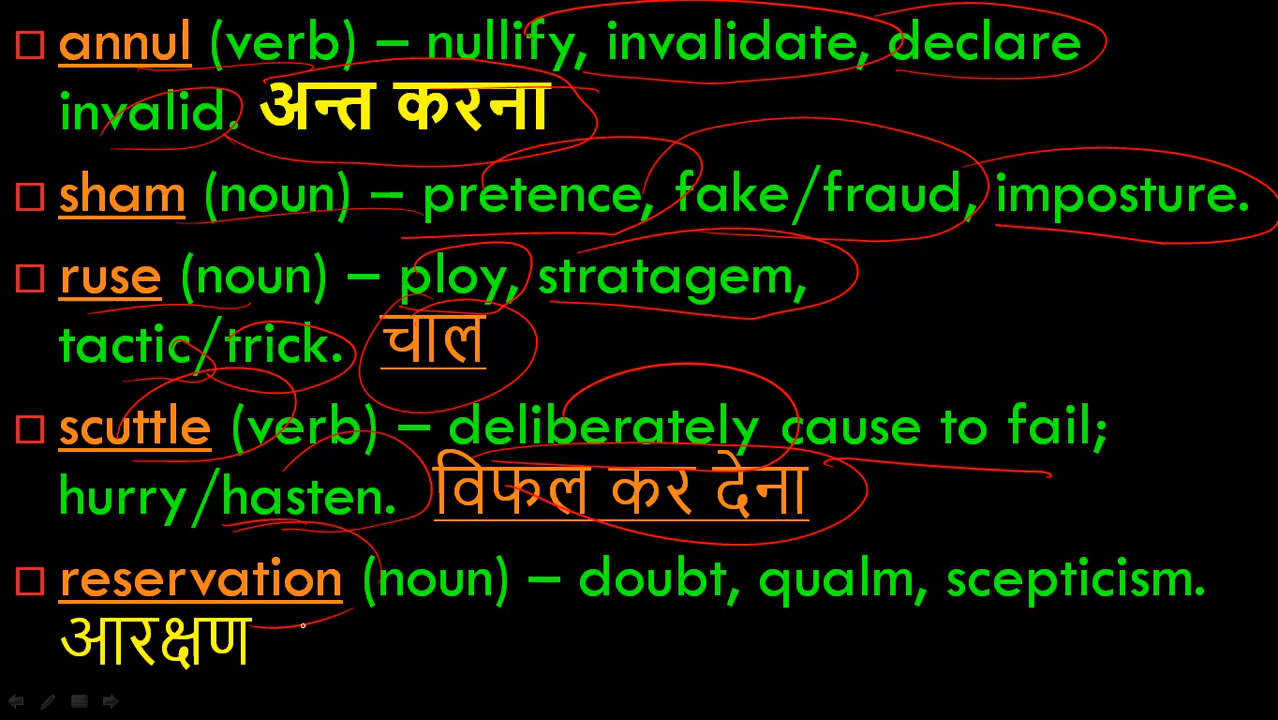 annul (verb) – nullify, invalidate, declare
invalid. अन्त करना
sham (noun) – pretence, fake/fraud, imposture.
ruse (noun) – ploy, stratagem,
tactic/trick. चाल
scuttle (verb) – deliberately cause to fail;
hurry/hasten. विफल कर देना
reservation (noun) – doubt, qualm, scepticism.
आरक्षण